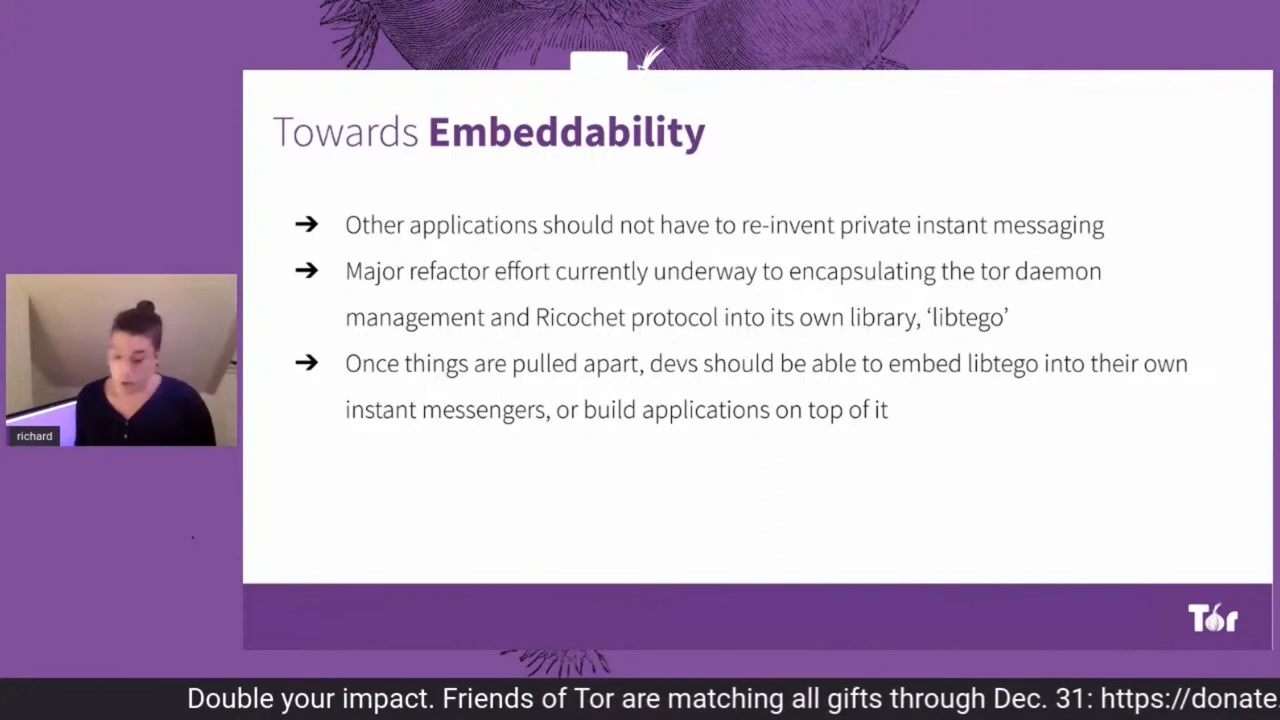 Towards Embeddability
➔ Other applications should not have to re-invent private instant messaging
➔ Major refactor effort currently underway to encapsulating the tor daemon
management and Ricochet protocol into its own library, ‘libtego’
➔ Once things are pulled apart, devs should be able to embed libtego into their own
instant messengers, or build applications on top of it
richard
Tor
Double your impact. Friends of Tor are matching all gifts through Dec. 31: https://donate.